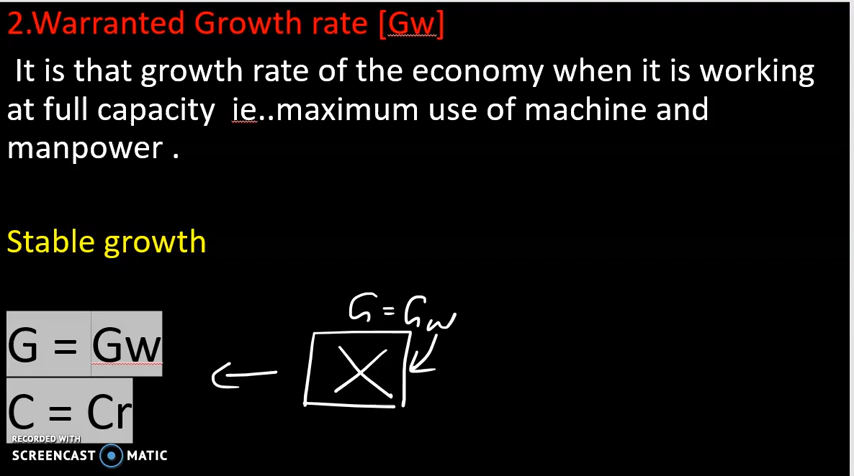 2.Warranted Growth rate [Gw]
It is that growth rate of the economy when it is working
at full capacity ie..maximum use of machine and
manpower .
Stable growth
G = Gw
G = Gw
C = Cr
RECORDED WITH
SCREENCAST MATIC